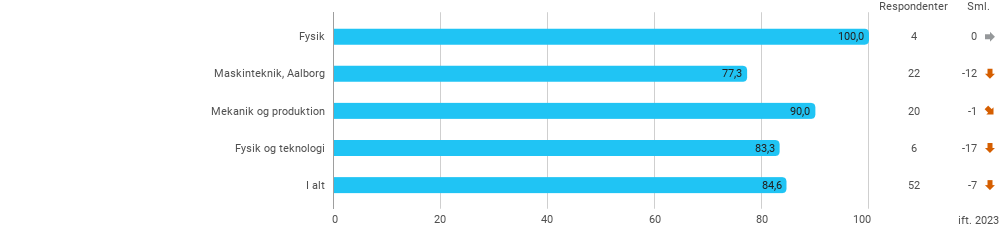 Respondenter Sml.
Fysik 100,0 4 0
Maskinteknik, Aalborg 77,3 22 -12
Mekanik og produktion 90,0 20 -1
Fysik og teknologi 83,3 6 -17
I alt 84,6 52 -7
0 20 40 60 80 100 ift. 2023